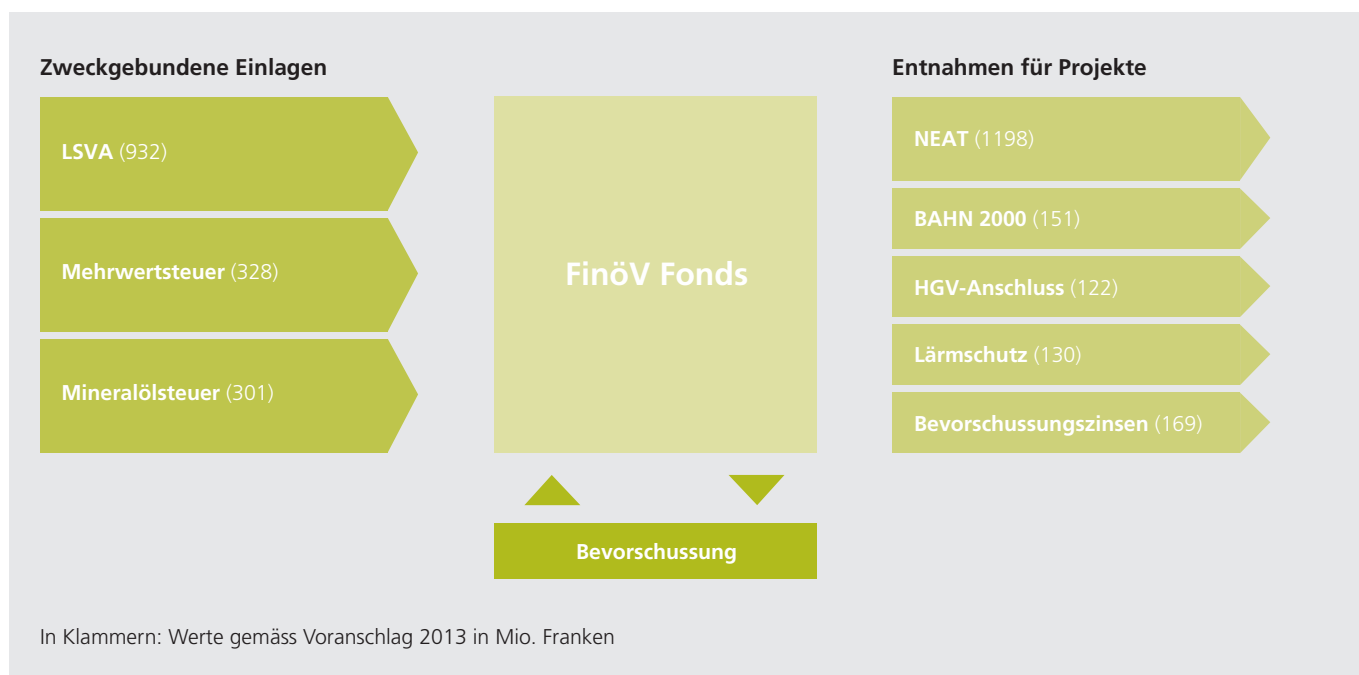 Zweckgebundene Einlagen
LSVA (932)
Mehrwertsteuer (328)
Mineralölsteuer (301)
FinöV Fonds
Bevorschussung
Entnahmen für Projekte
NEAT (1198)
BAHN 2000 (151)
HGV-Anschluss (122)
Lärmschutz (130)
Bevorschussungszinsen (169)
In Klammern: Werte gemäss Voranschlag 2013 in Mio. Franken